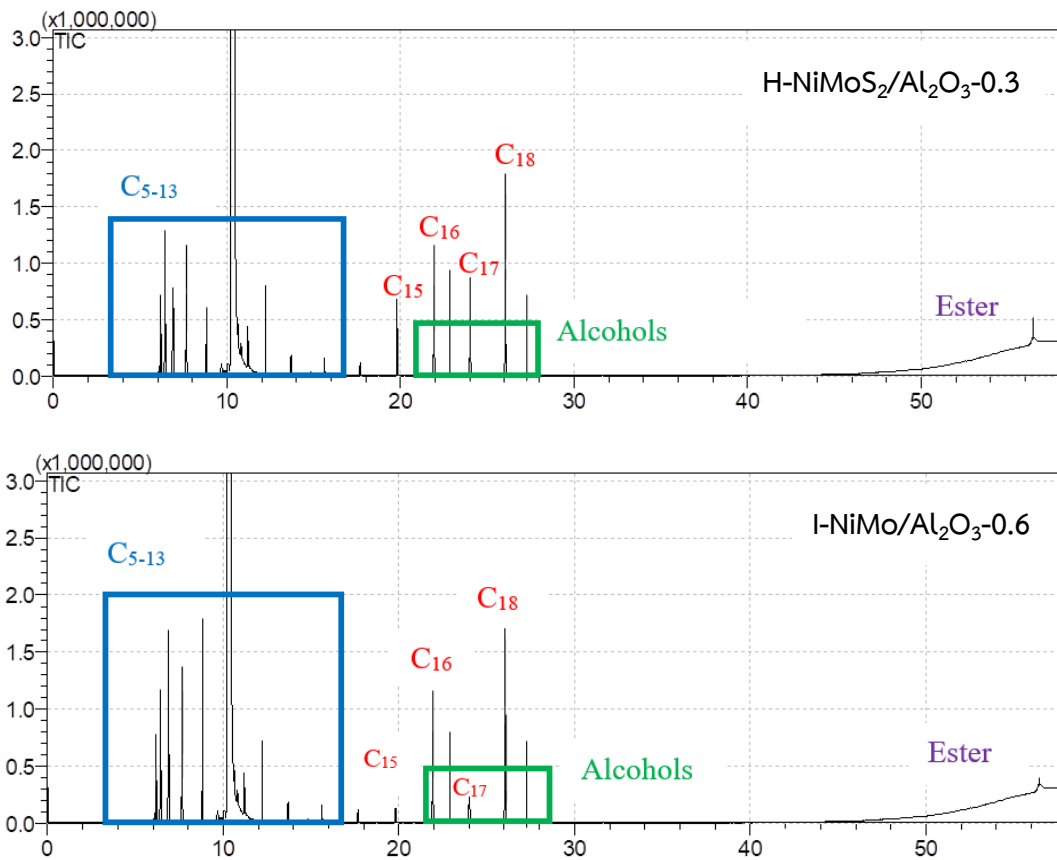 (x1,000,000)
TIC
3.0
2.5
2.0
1.5
1.0
0.5
0.0
H-NiMoS₂/Al₂O₃-0.3
C₅₋₁₃
C₁₅
C₁₆
C₁₇
C₁₈
Alcohols
Ester
0 10 20 30 40 50
(x1,000,000)
TIC
3.0
2.5
2.0
1.5
1.0
0.5
0.0
I-NiMo/Al₂O₃-0.6
C₅₋₁₃
C₁₅
C₁₆
C₁₇
C₁₈
Alcohols
Ester
0 10 20 30 40 50